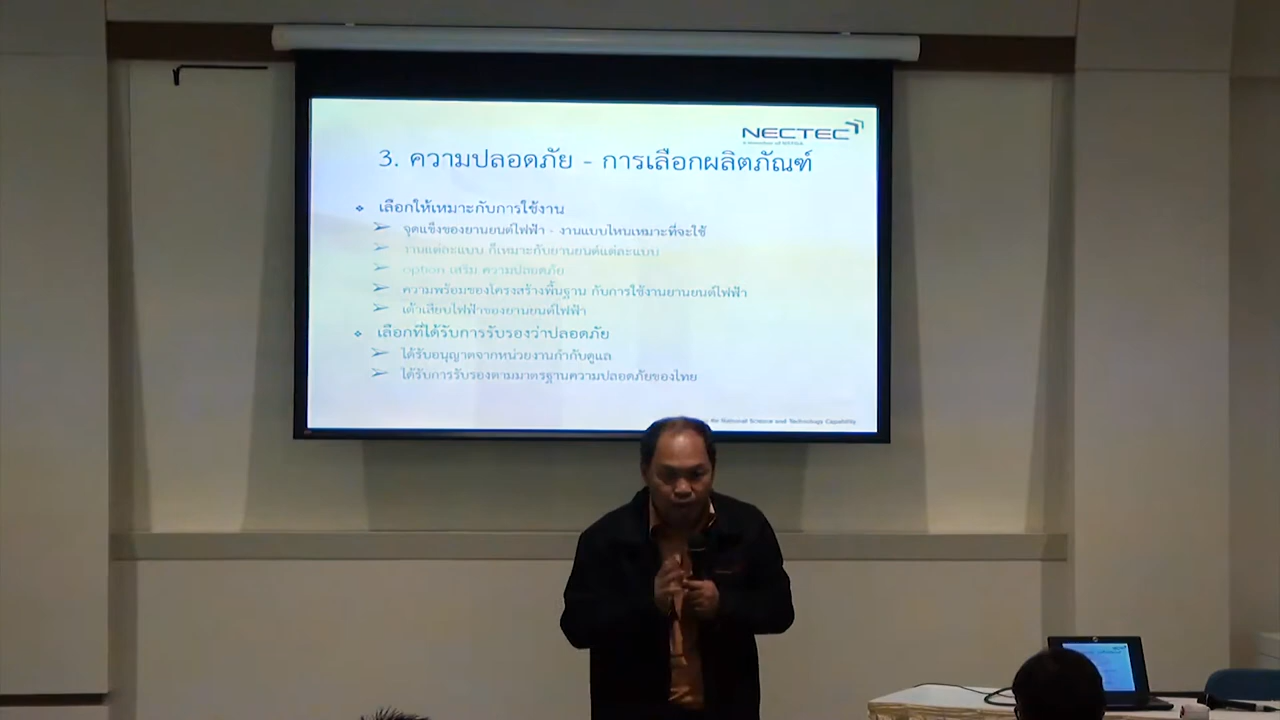 NECTEC
a member of NSTDA
3. ความปลอดภัย - การเลือกผลิตภัณฑ์
เลือกให้เหมาะกับการใช้งาน
จุดแข็งของยานยนต์ไฟฟ้า - งานแบบไหนเหมาะที่จะใช้
งานแต่ละแบบ ก็เหมาะกับยานยนต์แต่ละแบบ
option เสริม ความปลอดภัย
ความพร้อมของโครงสร้างพื้นฐาน กับการใช้งานยานยนต์ไฟฟ้า
เต้าเสียบไฟฟ้าของยานยนต์ไฟฟ้า
เลือกที่ได้รับการรับรองว่าปลอดภัย
ได้รับอนุญาตจากหน่วยงานกำกับดูแล
ได้รับการรับรองตามมาตรฐานความปลอดภัยของไทย
for National Science and Technology Capability